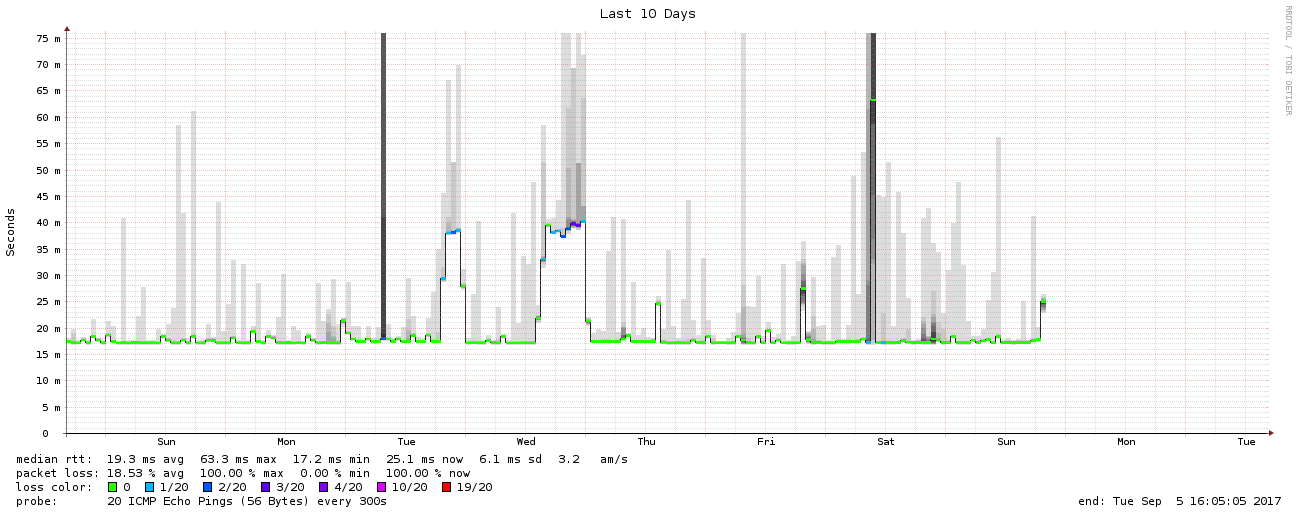 Last 10 Days
RRDTOOL / TOBI OETIKER
Seconds
75 m
70 m
65 m
60 m
55 m
50 m
45 m
40 m
35 m
30 m
25 m
20 m
15 m
10 m
5 m
0
Sun Mon Tue Wed Thu Fri Sat Sun Mon Tue
median rtt: 19.3 ms avg 63.3 ms max 17.2 ms min 25.1 ms now 6.1 ms sd 3.2 am/s
packet loss: 18.53 % avg 100.00 % max 0.00 % min 100.00 % now
loss color: 0 1/20 2/20 3/20 4/20 10/20 19/20
probe: 20 ICMP Echo Pings (56 Bytes) every 300s end: Tue Sep 5 16:05:05 2017